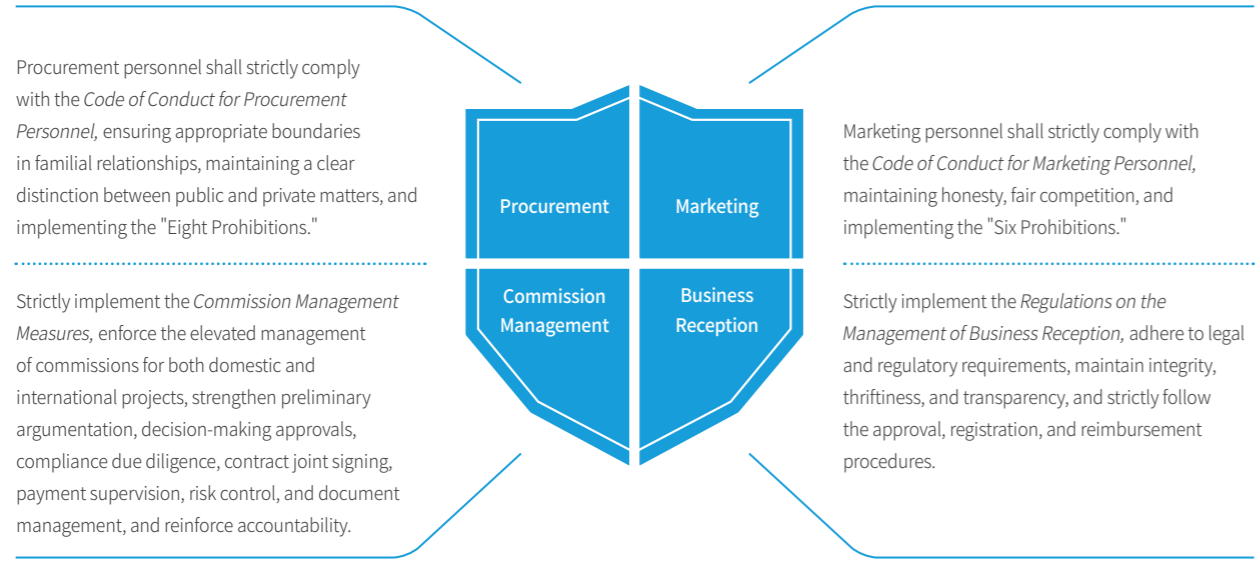 Procurement personnel shall strictly comply
with the Code of Conduct for Procurement
Personnel, ensuring appropriate boundaries
in familial relationships, maintaining a clear
distinction between public and private matters, and
implementing the "Eight Prohibitions."
Strictly implement the Commission Management
Measures, enforce the elevated management
of commissions for both domestic and
international projects, strengthen preliminary
argumentation, decision-making approvals,
compliance due diligence, contract joint signing,
payment supervision, risk control, and document
management, and reinforce accountability.
Procurement
Marketing
Commission
Management
Business
Reception
Marketing personnel shall strictly comply with
the Code of Conduct for Marketing Personnel,
maintaining honesty, fair competition, and
implementing the "Six Prohibitions."
Strictly implement the Regulations on the
Management of Business Reception, adhere to legal
and regulatory requirements, maintain integrity,
thriftiness, and transparency, and strictly follow
the approval, registration, and reimbursement
procedures.